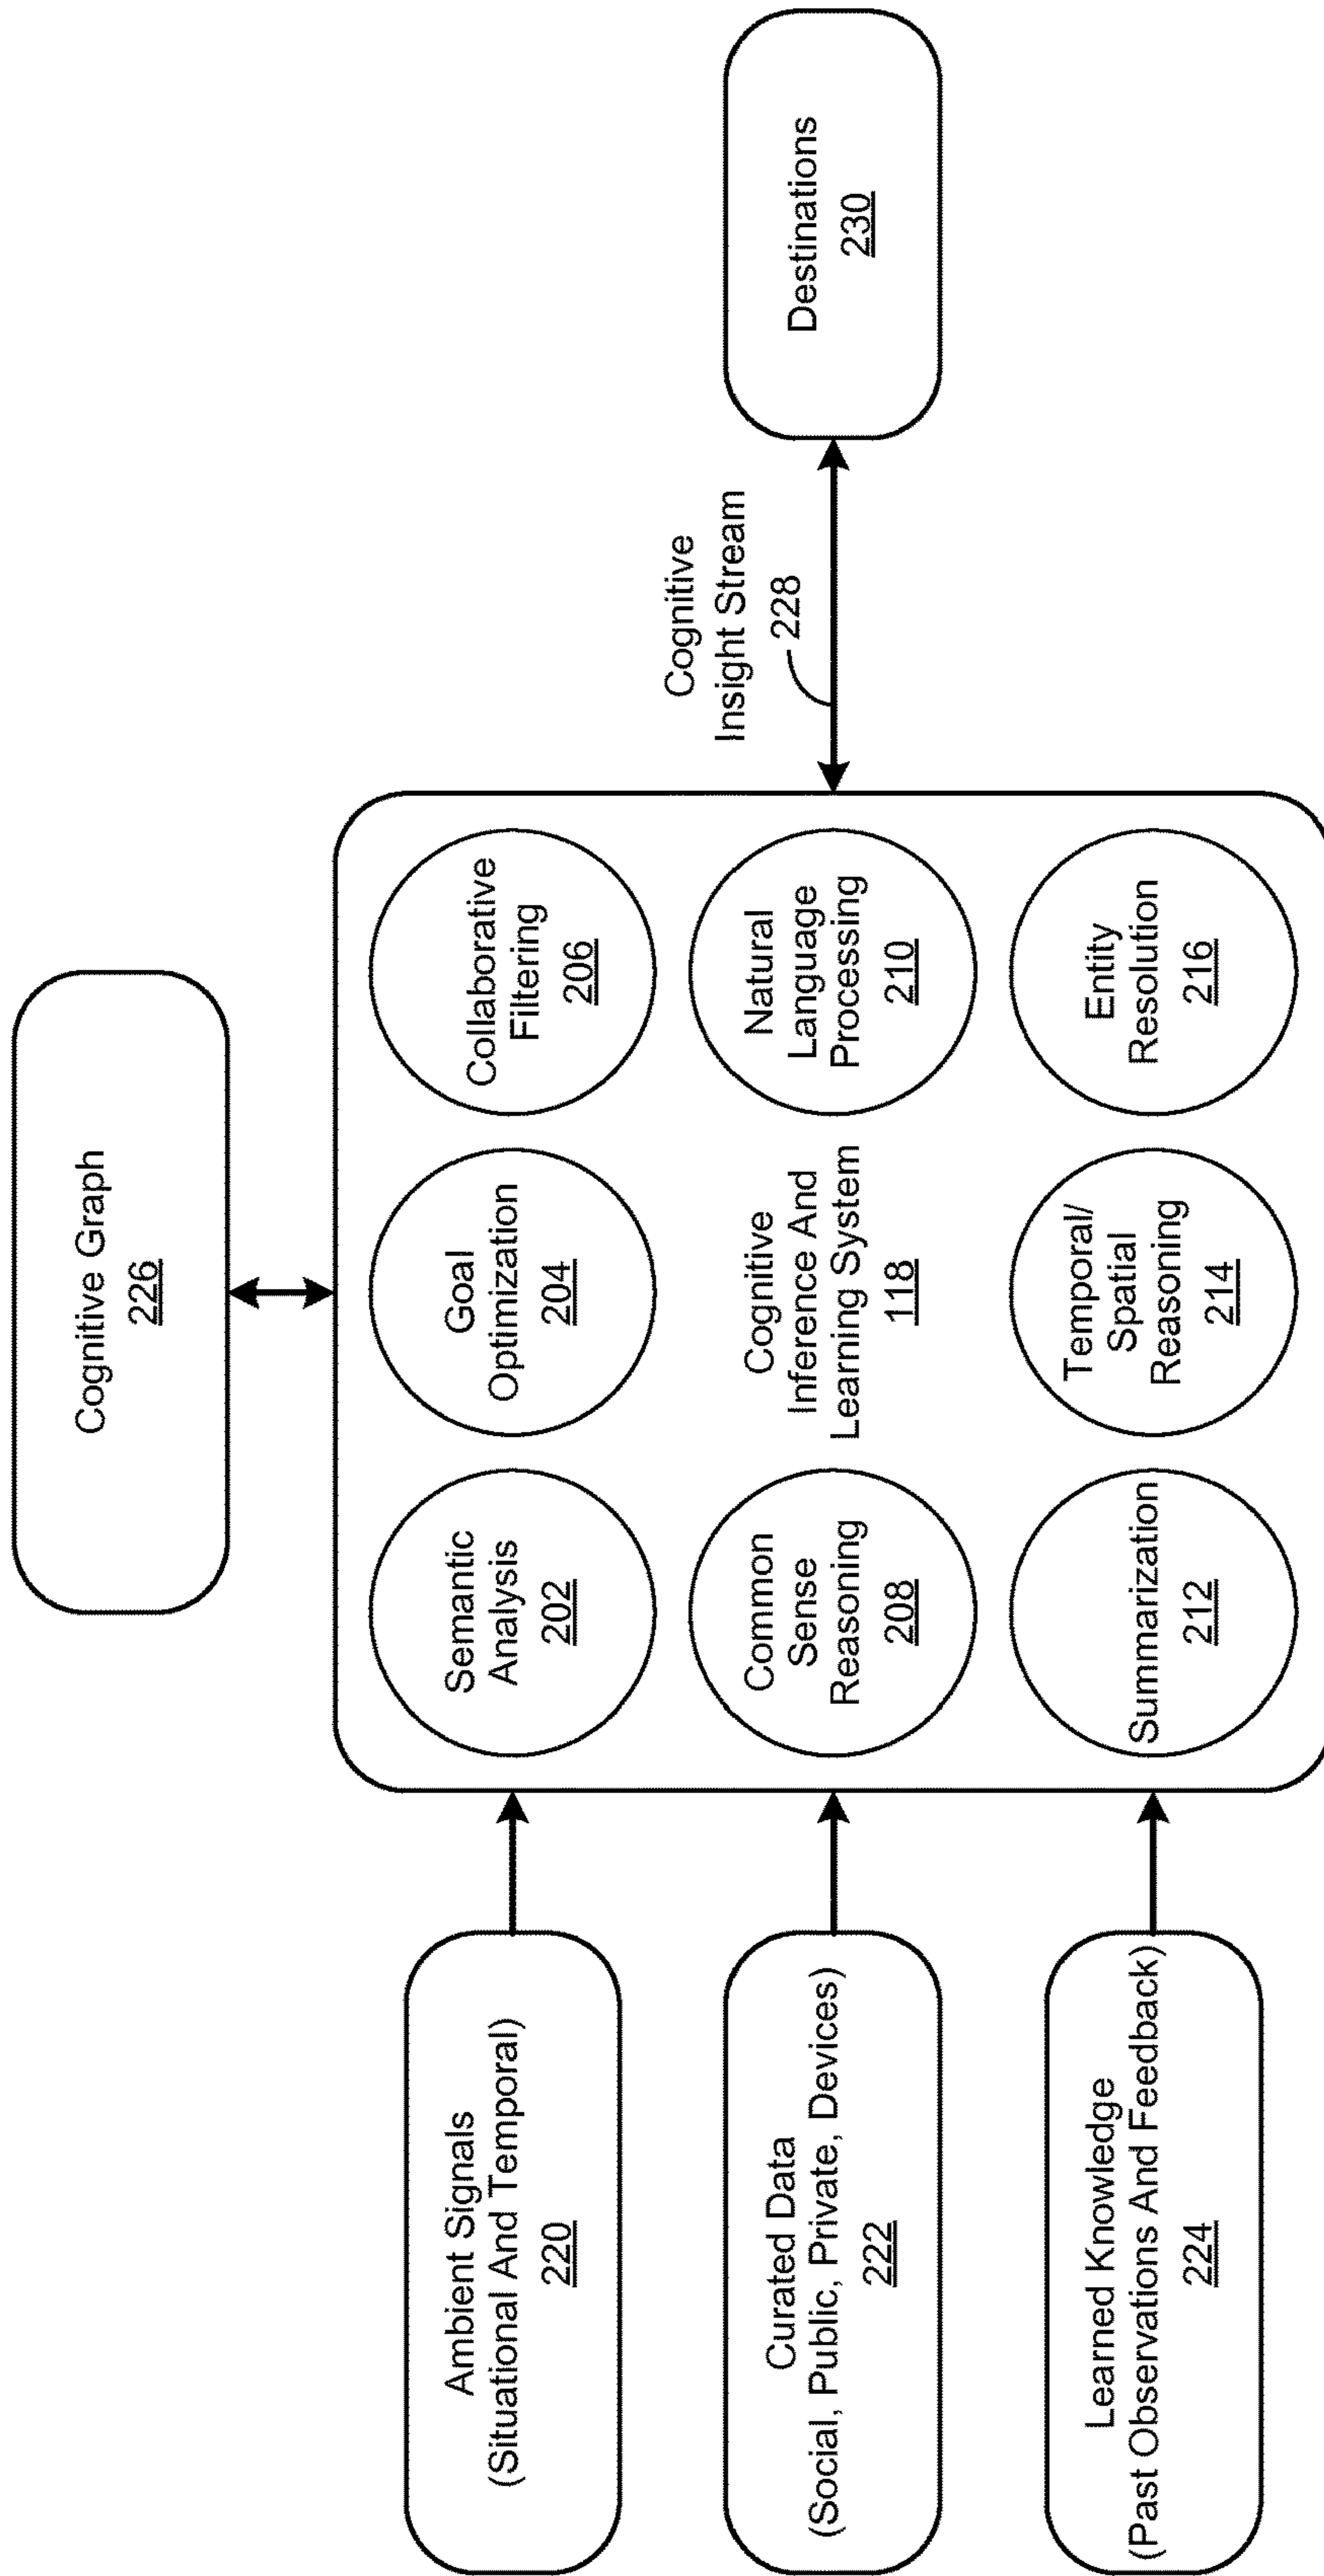 Cognitive Graph
226
Ambient Signals
(Situational And Temporal)
220
Curated Data
(Social, Public, Private, Devices)
222
Learned Knowledge
(Past Observations And Feedback)
224
Semantic
Analysis
202
Goal
Optimization
204
Collaborative
Filtering
206
Common
Sense
Reasoning
208
Cognitive
Inference And
Learning System
118
Natural
Language
Processing
210
Summarization
212
Temporal/
Spatial
Reasoning
214
Entity
Resolution
216
Cognitive
Insight Stream
228
Destinations
230